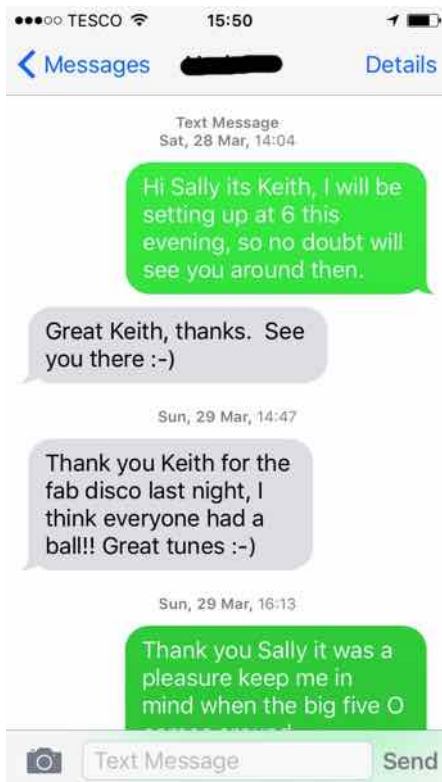 TESCO 15:50
Messages Details
Text Message
Sat, 28 Mar, 14:04
Hi Sally its Keith, I will be
setting up at 6 this
evening, so no doubt will
see you around then.
Great Keith, thanks. See
you there :-)
Sun, 29 Mar, 14:47
Thank you Keith for the
fab disco last night, I
think everyone had a
ball!! Great tunes :-)
Sun, 29 Mar, 16:13
Thank you Sally it was a
pleasure keep me in
mind when the big five O
Text Message Send